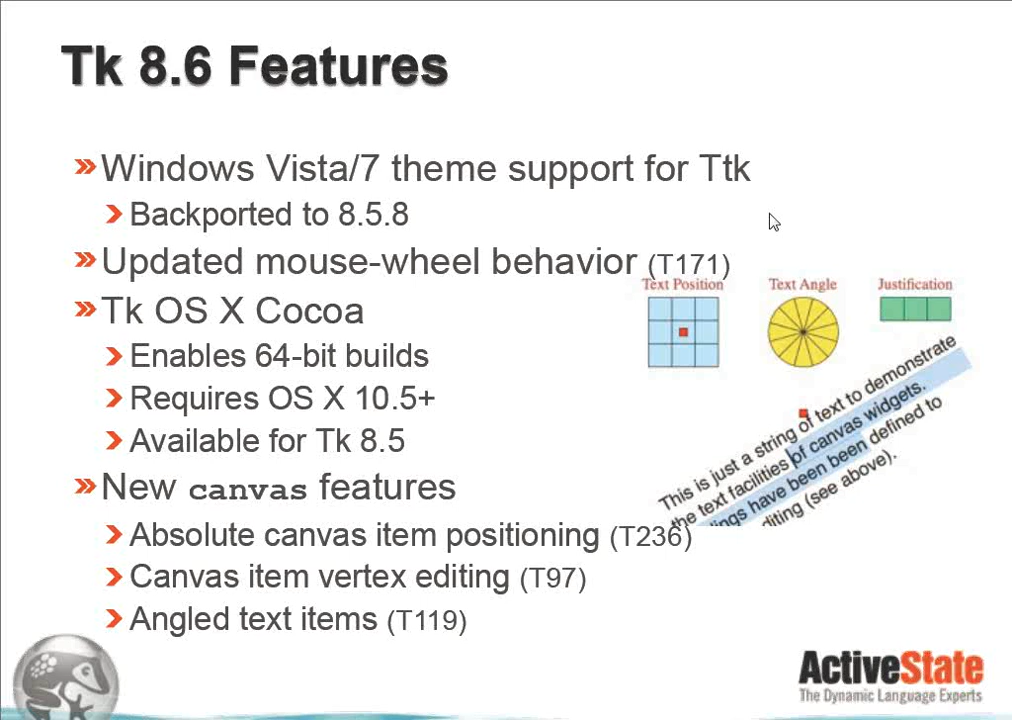 Tk 8.6 Features
Windows Vista/7 theme support for Ttk
Backported to 8.5.8
Updated mouse-wheel behavior (T171)
Tk OS X Cocoa
Enables 64-bit builds
Requires OS X 10.5+
Available for Tk 8.5
New canvas features
Absolute canvas item positioning (T236)
Canvas item vertex editing (T97)
Angled text items (T119)
Text Position
Text Angle
Justification
This is just a string of text to demonstrate
the text facilities of canvas widgets.
have been been defined to
(see above).
ActiveState
The Dynamic Language Experts